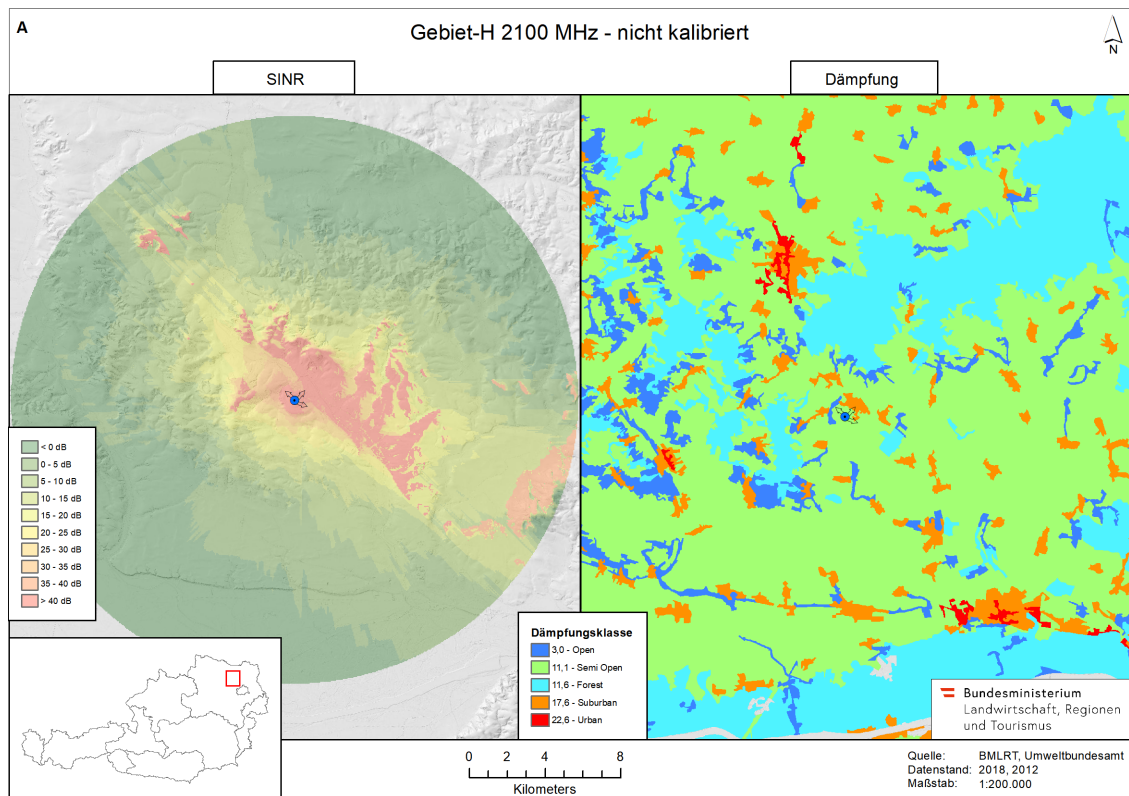 A
Gebiet-H 2100 MHz - nicht kalibriert
N
SINR
Dämpfung
< 0 dB
0 - 5 dB
5 - 10 dB
10 - 15 dB
15 - 20 dB
20 - 25 dB
25 - 30 dB
30 - 35 dB
35 - 40 dB
> 40 dB
Dämpfungsklasse
3,0 - Open
11,1 - Semi Open
11,6 - Forest
17,6 - Suburban
22,6 - Urban
Bundesministerium
Landwirtschaft, Regionen
und Tourismus
0 2 4 8
Kilometers
Quelle: BMLRT, Umweltbundesamt
Datenstand: 2018, 2012
Maßstab: 1:200.000